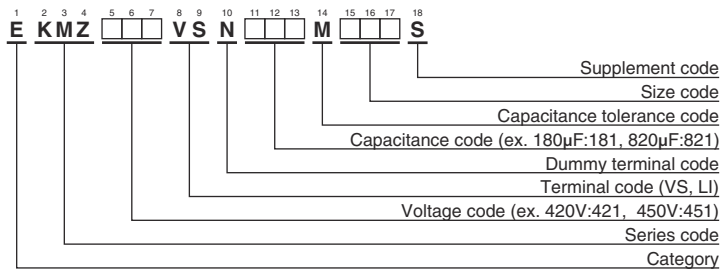 1 2 3 4 5 6 7 8 9 10 11 12 13 14 15 16 17 18
E KMZ VS N M S
Supplement code
Size code
Capacitance tolerance code
Capacitance code (ex. 180µF:181, 820µF:821)
Dummy terminal code
Terminal code (VS, LI)
Voltage code (ex. 420V:421, 450V:451)
Series code
Category